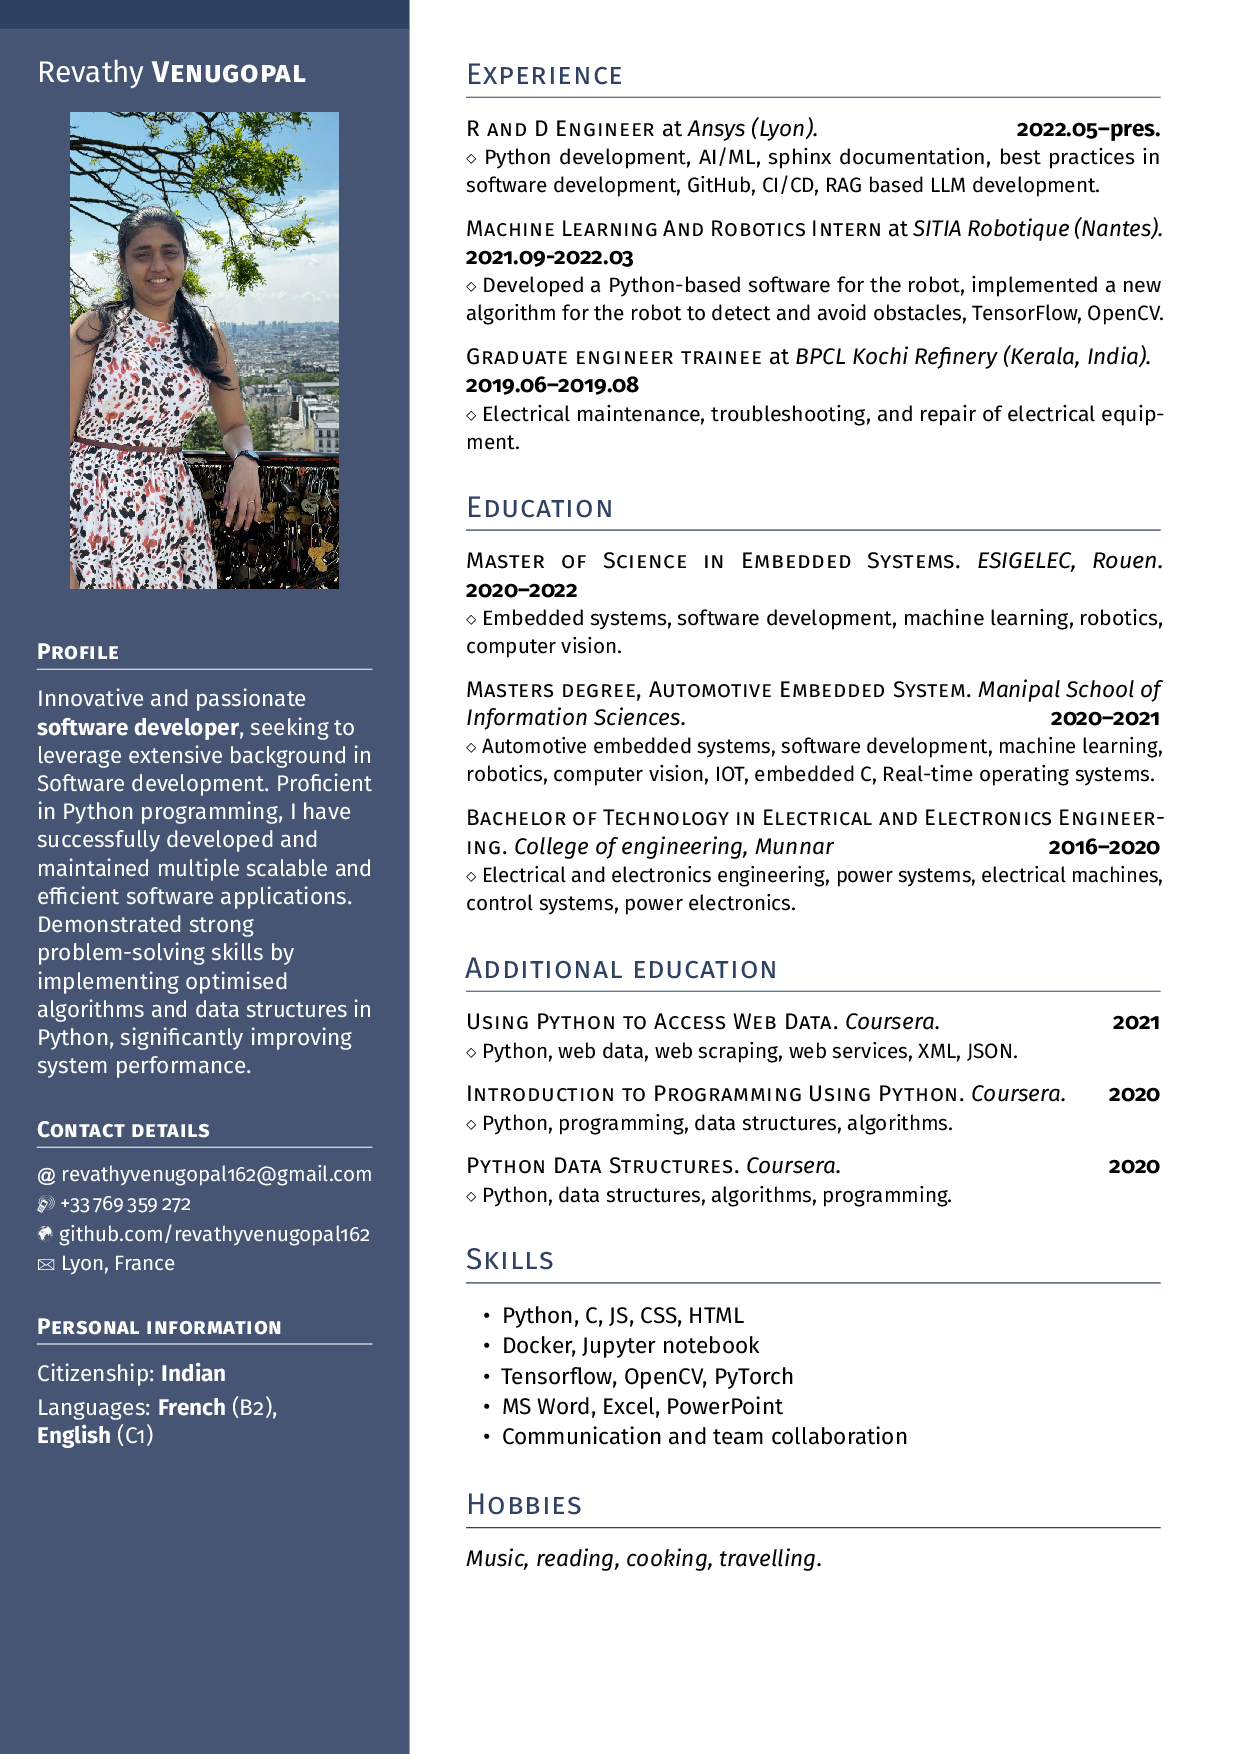 Revathy VENUGOPAL
PROFILE
Innovative and passionate
software developer, seeking to
leverage extensive background in
Software development. Proficient
in Python programming, I have
successfully developed and
maintained multiple scalable and
efficient software applications.
Demonstrated strong
problem-solving skills by
implementing optimised
algorithms and data structures in
Python, significantly improving
system performance.
CONTACT DETAILS
@ revathyvenugopal162@gmail.com
+33 769 359 272
github.com/revathyvenugopal162
Lyon, France
PERSONAL INFORMATION
Citizenship: Indian
Languages: French (B2),
English (C1)
EXPERIENCE
R AND D ENGINEER at Ansys (Lyon). 2022.05–pres.
◇ Python development, AI/ML, sphinx documentation, best practices in
software development, GitHub, CI/CD, RAG based LLM development.
MACHINE LEARNING AND ROBOTICS INTERN at SITIA Robotique (Nantes).
2021.09-2022.03
◇ Developed a Python-based software for the robot, implemented a new
algorithm for the robot to detect and avoid obstacles, TensorFlow, OpenCV.
GRADUATE ENGINEER TRAINEE at BPCL Kochi Refinery (Kerala, India).
2019.06–2019.08
◇ Electrical maintenance, troubleshooting, and repair of electrical equip-
ment.
EDUCATION
MASTER OF SCIENCE IN EMBEDDED SYSTEMS. ESIGELEC, Rouen.
2020–2022
◇ Embedded systems, software development, machine learning, robotics,
computer vision.
MASTERS DEGREE, AUTOMOTIVE EMBEDDED SYSTEM. Manipal School of
Information Sciences. 2020–2021
◇ Automotive embedded systems, software development, machine learning,
robotics, computer vision, IOT, embedded C, Real-time operating systems.
BACHELOR OF TECHNOLOGY IN ELECTRICAL AND ELECTRONICS ENGINEER-
ING. College of engineering, Munnar 2016–2020
◇ Electrical and electronics engineering, power systems, electrical machines,
control systems, power electronics.
ADDITIONAL EDUCATION
USING PYTHON TO ACCESS WEB DATA. Coursera. 2021
◇ Python, web data, web scraping, web services, XML, JSON.
INTRODUCTION TO PROGRAMMING USING PYTHON. Coursera. 2020
◇ Python, programming, data structures, algorithms.
PYTHON DATA STRUCTURES. Coursera. 2020
◇ Python, data structures, algorithms, programming.
SKILLS
• Python, C, JS, CSS, HTML
• Docker, Jupyter notebook
• Tensorflow, OpenCV, PyTorch
• MS Word, Excel, PowerPoint
• Communication and team collaboration
HOBBIES
Music, reading, cooking, travelling.